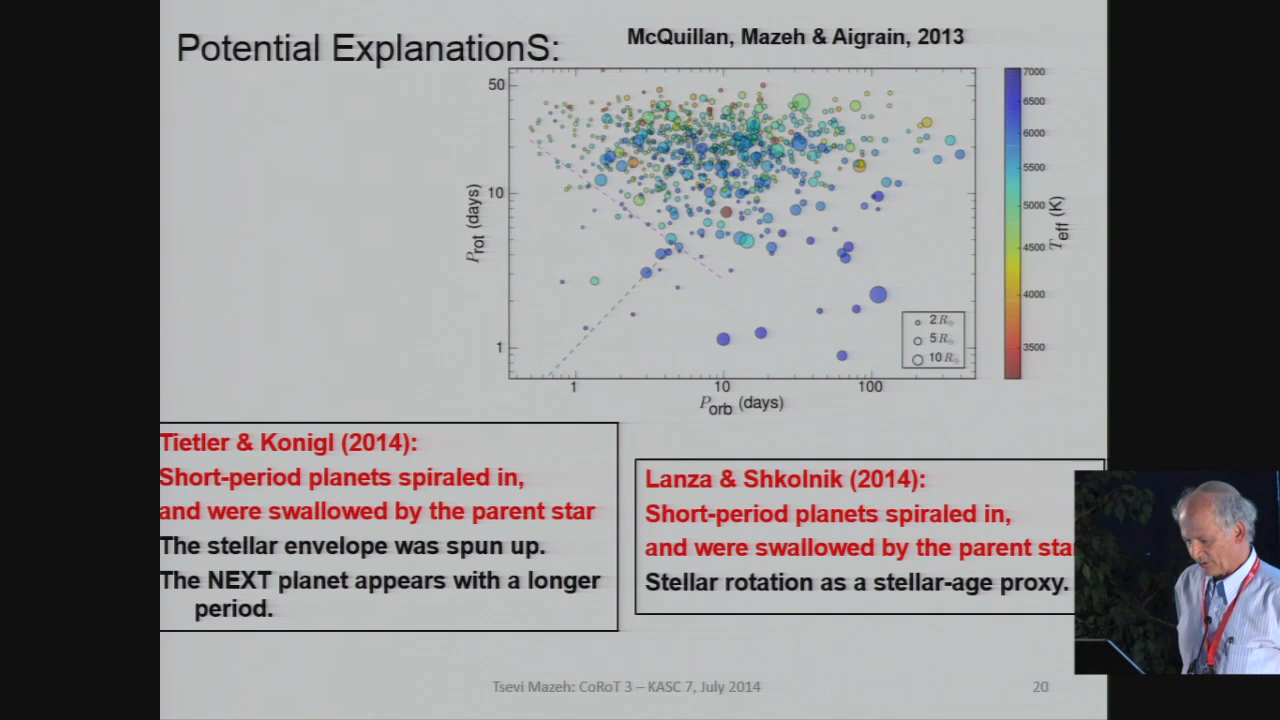 Potential ExplanationS:
McQuillan, Mazeh & Aigrain, 2013
50
10
1
Prot (days)
1
10
100
Porb (days)
2 R⊕
5 R⊕
10 R⊕
7000
6500
6000
5500
5000
4500
4000
3500
Teff (K)
Tietler & Konigl (2014):
Short-period planets spiraled in,
and were swallowed by the parent star
The stellar envelope was spun up.
The NEXT planet appears with a longer
period.
Lanza & Shkolnik (2014):
Short-period planets spiraled in,
and were swallowed by the parent sta
Stellar rotation as a stellar-age proxy.
Tsevi Mazeh: CoRoT 3 – KASC 7, July 2014
20